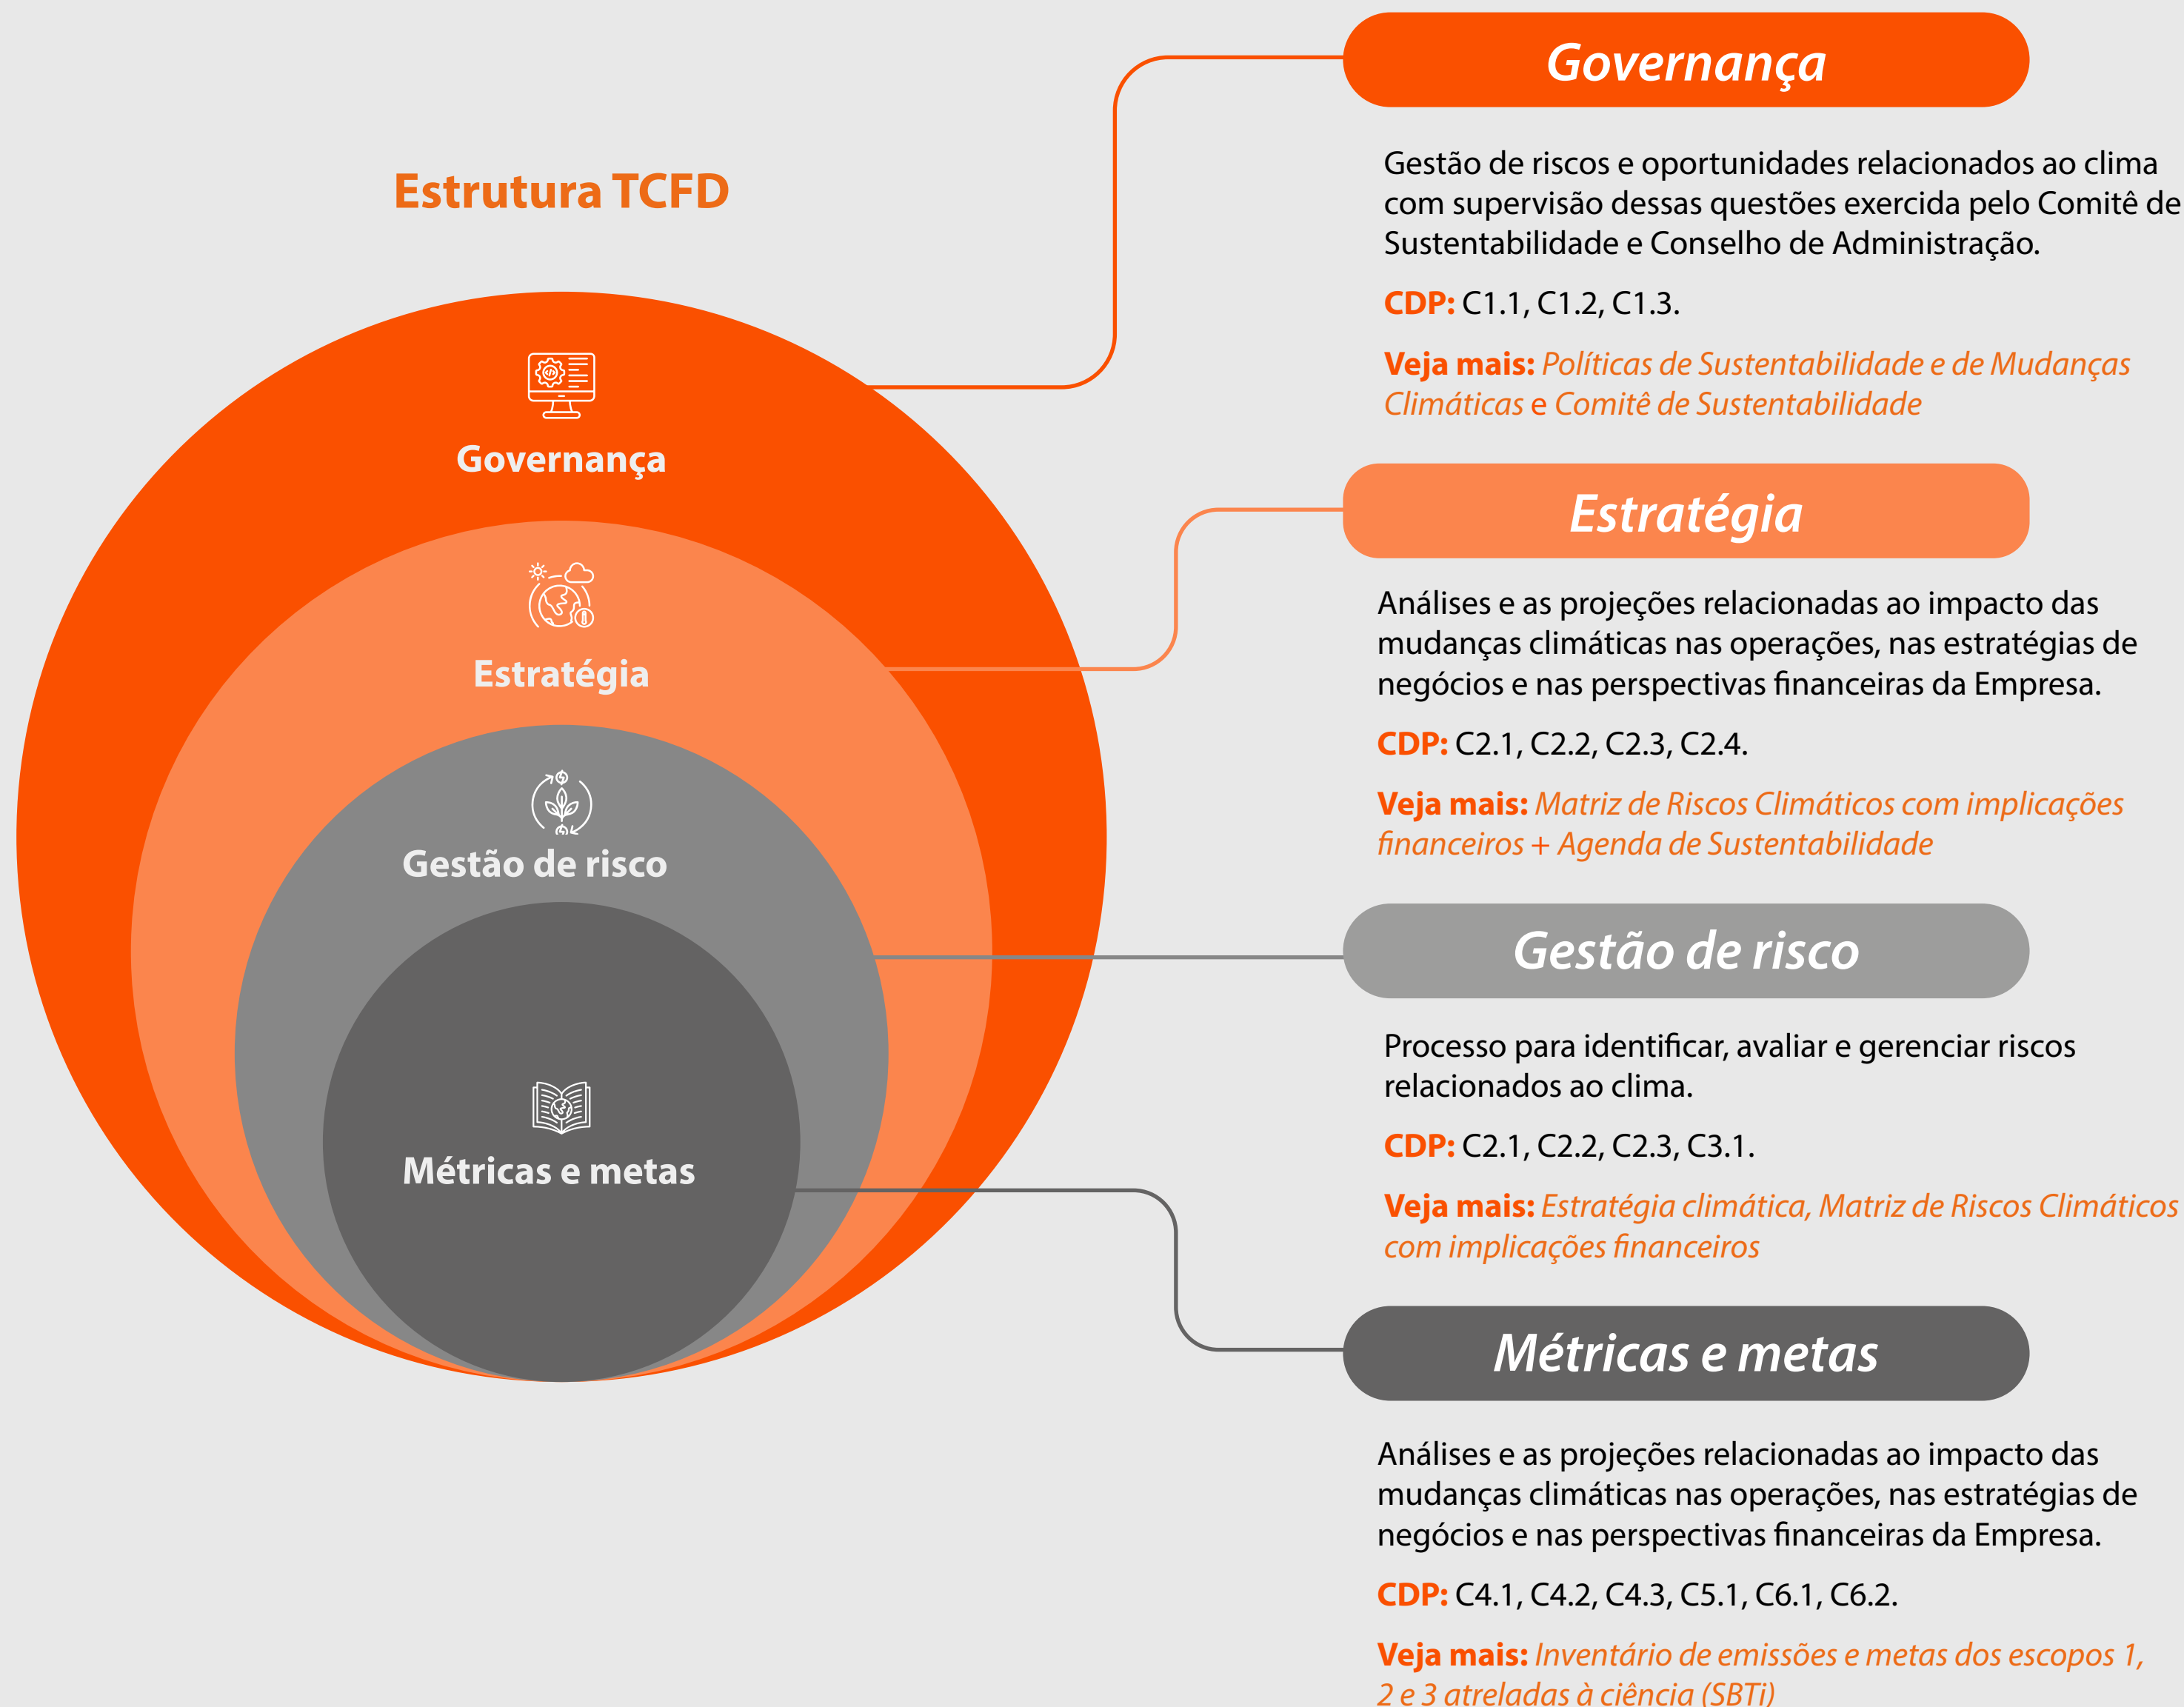 Estrutura TCFD
Governança
Estratégia
Gestão de risco
Métricas e metas
Governança
Gestão de riscos e oportunidades relacionados ao clima
com supervisão dessas questões exercida pelo Comitê de
Sustentabilidade e Conselho de Administração.
CDP: C1.1, C1.2, C1.3.
Veja mais: Políticas de Sustentabilidade e de Mudanças
Climáticas e Comitê de Sustentabilidade
Estratégia
Análises e as projeções relacionadas ao impacto das
mudanças climáticas nas operações, nas estratégias de
negócios e nas perspectivas financeiras da Empresa.
CDP: C2.1, C2.2, C2.3, C2.4.
Veja mais: Matriz de Riscos Climáticos com implicações
financeiros + Agenda de Sustentabilidade
Gestão de risco
Processo para identificar, avaliar e gerenciar riscos
relacionados ao clima.
CDP: C2.1, C2.2, C2.3, C3.1.
Veja mais: Estratégia climática, Matriz de Riscos Climáticos
com implicações financeiros
Métricas e metas
Análises e as projeções relacionadas ao impacto das
mudanças climáticas nas operações, nas estratégias de
negócios e nas perspectivas financeiras da Empresa.
CDP: C4.1, C4.2, C4.3, C5.1, C6.1, C6.2.
Veja mais: Inventário de emissões e metas dos escopos 1,
2 e 3 atreladas à ciência (SBTi)